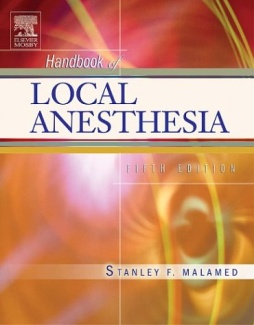 ELSEVIER
MOSBY
Handbook of
LOCAL
ANESTHESIA
FIFTH EDITION
STANLEY F. MALAMED